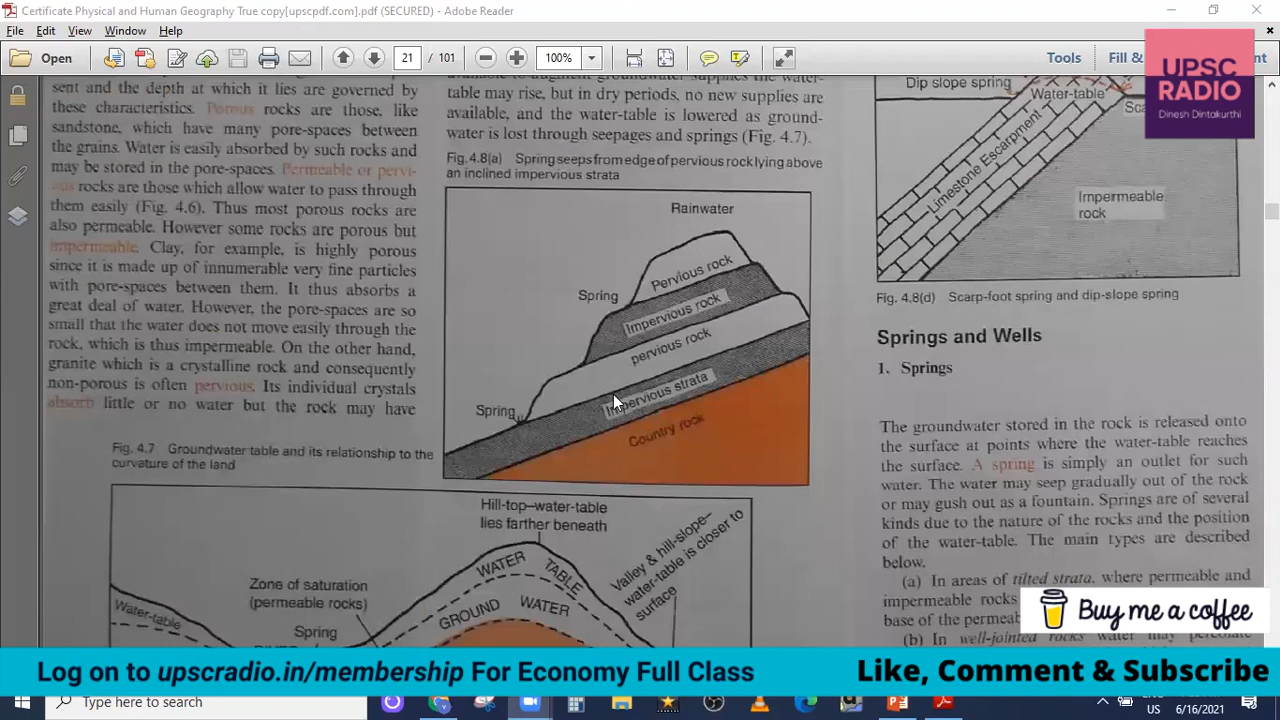 Certificate Physical and Human Geography True copy[upscpdf.com].pdf (SECURED) - Adobe Reader
File Edit View Window Help
Open
21 / 101
100%
Tools
Fill &
UPSC
RADIO
Dinesh Dintakurthi
sent and the depth at which it lies are governed by
these characteristics. Porous rocks are those, like
sandstone, which have many pore-spaces between
the grains. Water is easily absorbed by such rocks and
may be stored in the pore-spaces. Permeable or pervi-
ous rocks are those which allow water to pass through
them easily (Fig. 4.6). Thus most porous rocks are
also permeable. However some rocks are porous but
impermeable. Clay, for example, is highly porous
since it is made up of innumerable very fine particles
with pore-spaces between them. It thus absorbs a
great deal of water. However, the pore-spaces are so
small that the water does not move easily through the
rock, which is thus impermeable. On the other hand,
granite which is a crystalline rock and consequently
non-porous is often pervious. Its individual crystals
absorb little or no water but the rock may have
Fig. 4.7 Groundwater table and its relationship to the
curvature of the land
available to augment groundwater supplies the water-
table may rise, but in dry periods, no new supplies are
available, and the water-table is lowered as ground-
water is lost through seepages and springs (Fig. 4.7).
Fig. 4.8(a) Spring seeps from edge of pervious rock lying above
an inclined impervious strata
Rainwater
Pervious rock
Spring
Impervious rock
pervious rock
Impervious strata
Spring
Country rock
Hill-top–water-table
lies farther beneath
WATER TABLE
GROUND WATER
Valley & hill-slope–
water-table is closer to
surface
Zone of saturation
(permeable rocks)
Water-table
Spring
Dip slope spring
Water-table
Limestone Escarpment
Impermeable
rock
Fig. 4.8(d) Scarp-foot spring and dip-slope spring
Springs and Wells
1. Springs
The groundwater stored in the rock is released onto
the surface at points where the water-table reaches
the surface. A spring is simply an outlet for such
water. The water may seep gradually out of the rock
or may gush out as a fountain. Springs are of several
kinds due to the nature of the rocks and the position
of the water-table. The main types are described
below.
(a) In areas of tilted strata, where permeable and
impermeable rocks
base of the permea
(b) In well-jointed rocks water may percolate
Buy me a coffee
Log on to upscradio.in/membership For Economy Full Class
Like, Comment & Subscribe
Type here to search
ENG
US
6/16/2021